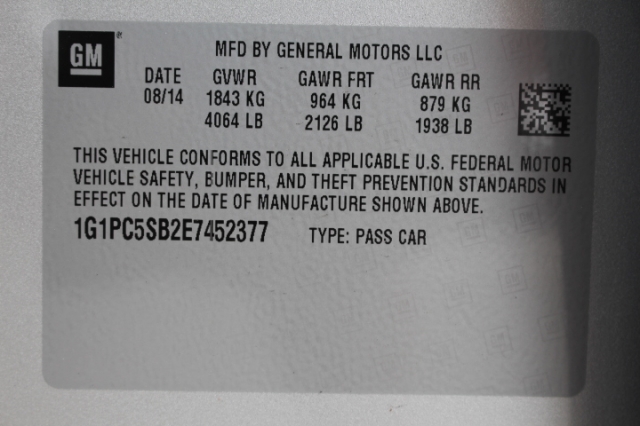 GM
MFD BY GENERAL MOTORS LLC
DATE GVWR GAWR FRT GAWR RR
08/14 1843 KG 964 KG 879 KG
4064 LB 2126 LB 1938 LB
THIS VEHICLE CONFORMS TO ALL APPLICABLE U.S. FEDERAL MOTOR
VEHICLE SAFETY, BUMPER, AND THEFT PREVENTION STANDARDS IN
EFFECT ON THE DATE OF MANUFACTURE SHOWN ABOVE.
1G1PC5SB2E7452377 TYPE: PASS CAR